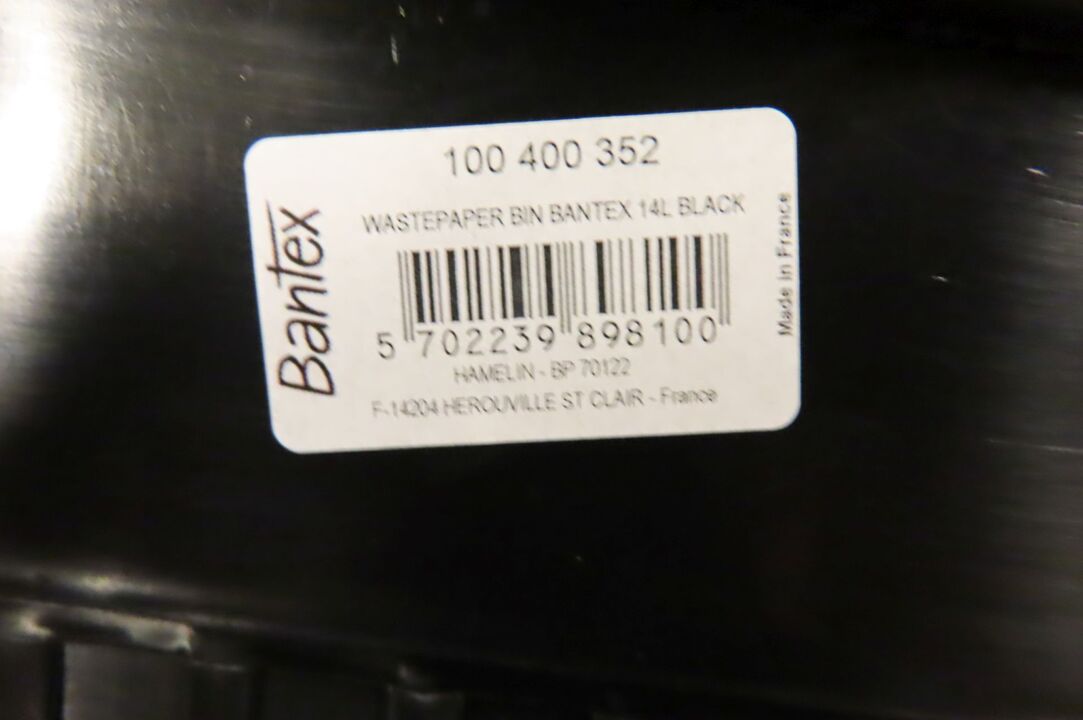 100 400 352
WASTEPAPER BIN BANTEX 14L BLACK
Bantex
Made in France
5 702239 898100
HAMELIN - BP 70122
F-14204 HEROUVILLE ST CLAIR - France